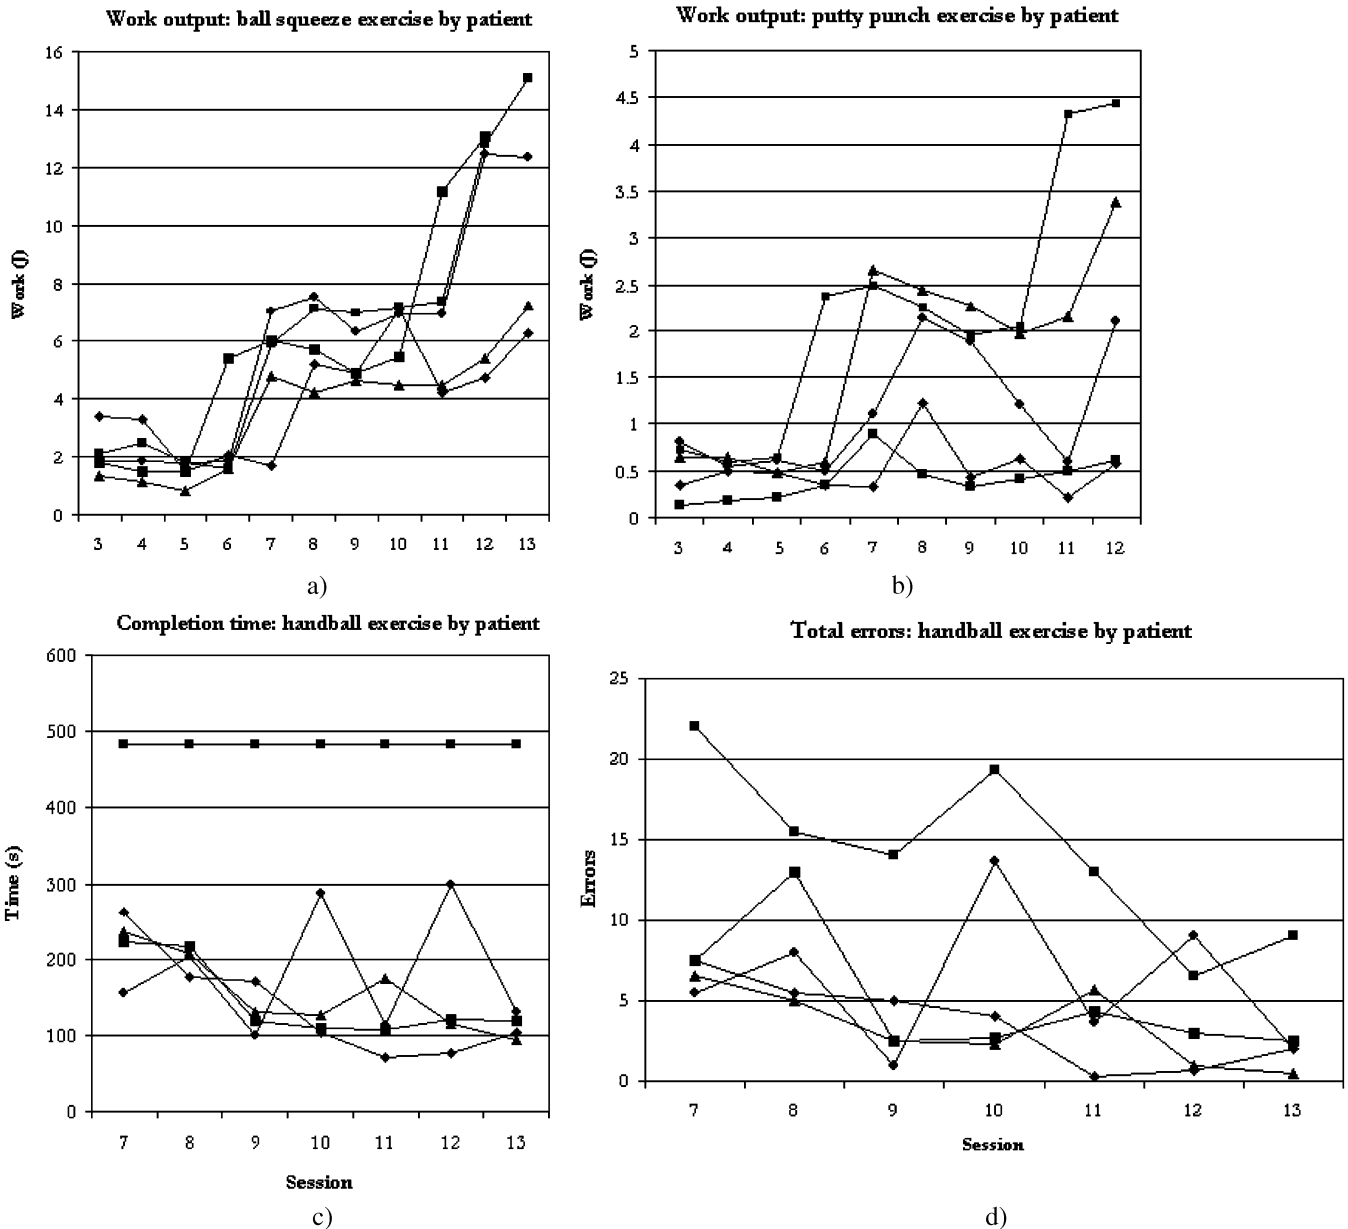 Work output: ball squeeze exercise by patient
16
14
12
10
8
6
4
2
0
Work (J)
3 4 5 6 7 8 9 10 11 12 13
a)
Work output: putty punch exercise by patient
5
4.5
4
3.5
3
2.5
2
1.5
1
0.5
0
Work (J)
3 4 5 6 7 8 9 10 11 12
b)
Completion time: handball exercise by patient
600
500
400
300
200
100
0
Time (s)
7 8 9 10 11 12 13
Session
c)
Total errors: handball exercise by patient
25
20
15
10
5
0
Errors
7 8 9 10 11 12 13
Session
d)